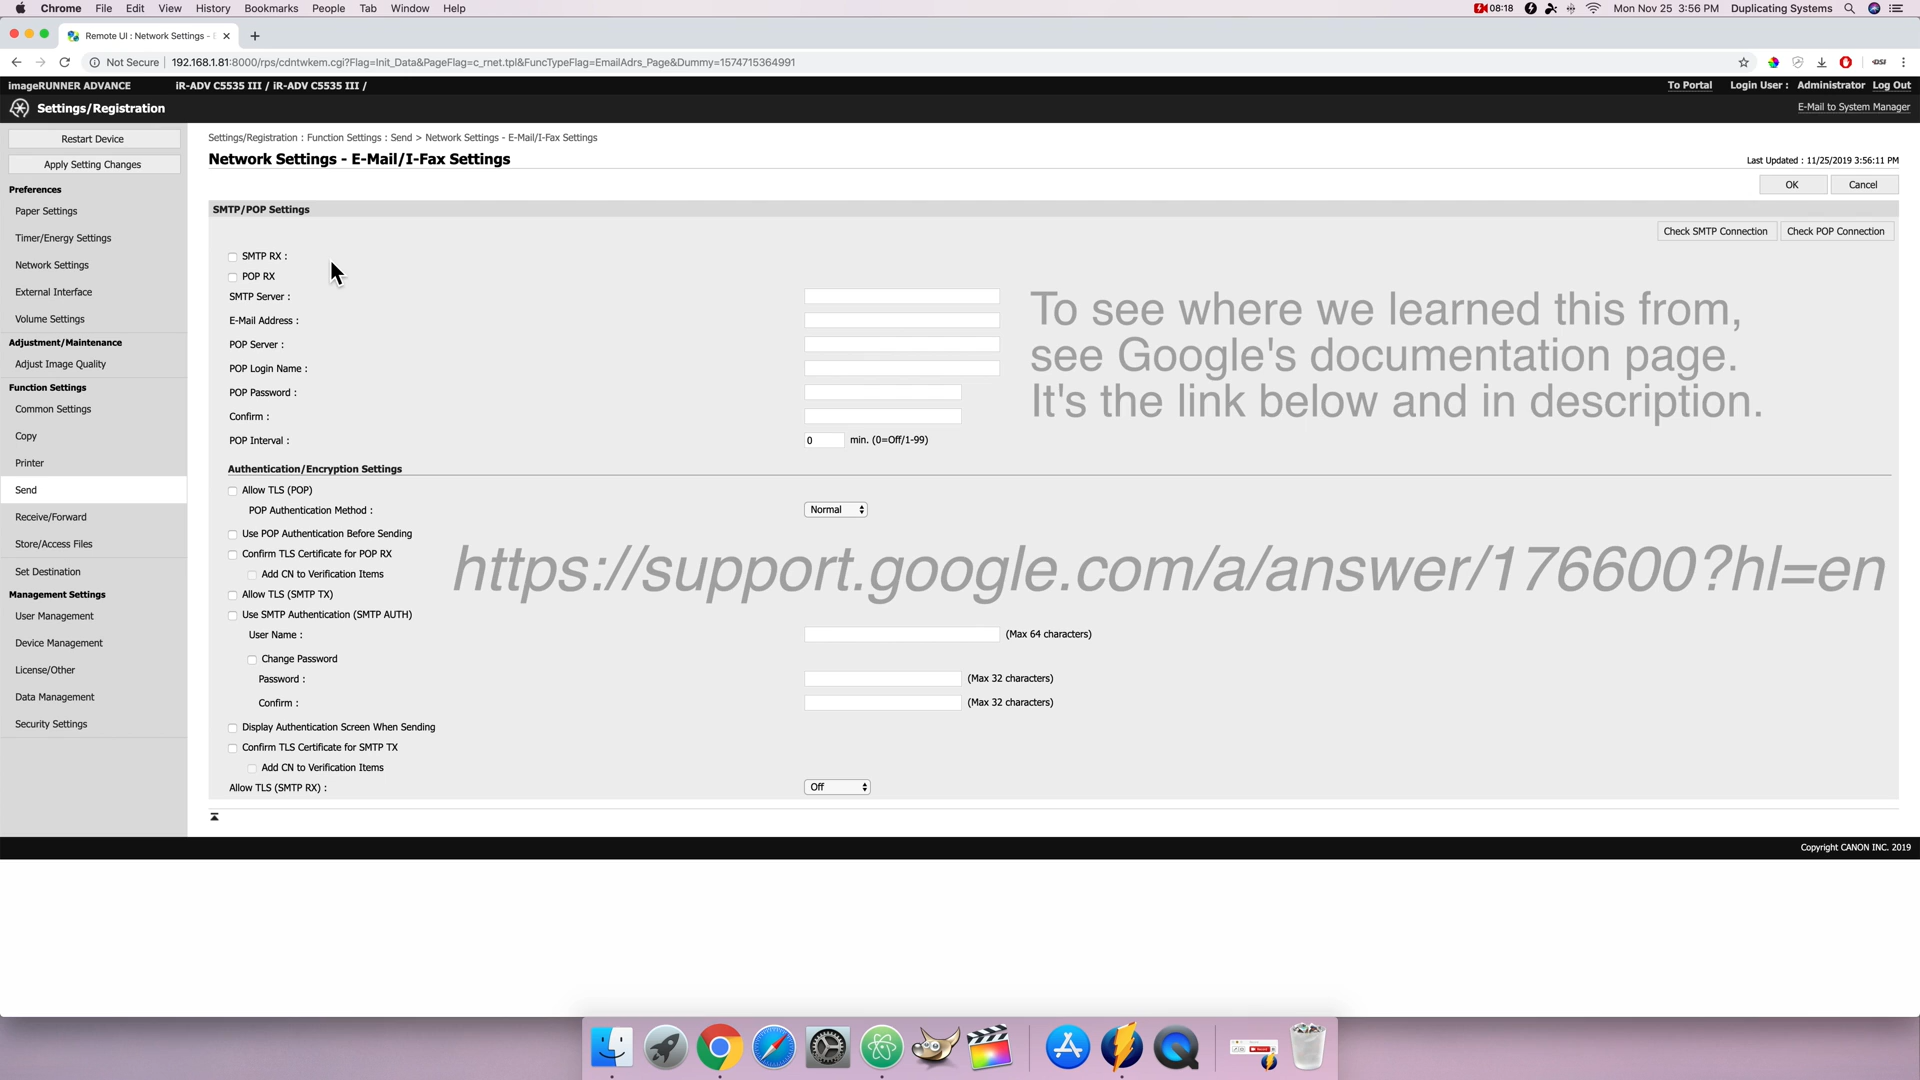 Chrome File Edit View History Bookmarks People Tab Window Help 08:18 Mon Nov 25 3:56 PM Duplicating Systems
Remote UI : Network Settings -
Not Secure 192.168.1.81:8000/rps/cdntwkem.cgi?Flag=Init_Data&PageFlag=c_rnet.tpl&FuncTypeFlag=EmailAdrs_Page&Dummy=1574715364991
imageRUNNER ADVANCE iR-ADV C5535 III / iR-ADV C5535 III / To Portal Login User : Administrator Log Out
Settings/Registration E-Mail to System Manager
Restart Device
Apply Setting Changes
Preferences
Paper Settings
Timer/Energy Settings
Network Settings
External Interface
Volume Settings
Adjustment/Maintenance
Adjust Image Quality
Function Settings
Common Settings
Copy
Printer
Send
Receive/Forward
Store/Access Files
Set Destination
Management Settings
User Management
Device Management
License/Other
Data Management
Security Settings
Settings/Registration : Function Settings : Send > Network Settings - E-Mail/I-Fax Settings
Network Settings - E-Mail/I-Fax Settings
Last Updated : 11/25/2019 3:56:11 PM
OK Cancel
SMTP/POP Settings
Check SMTP Connection Check POP Connection
SMTP RX :
POP RX
SMTP Server :
E-Mail Address :
POP Server :
POP Login Name :
POP Password :
Confirm :
POP Interval : 0 min. (0=Off/1-99)
To see where we learned this from,
see Google's documentation page.
It's the link below and in description.
Authentication/Encryption Settings
Allow TLS (POP)
POP Authentication Method : Normal
Use POP Authentication Before Sending
Confirm TLS Certificate for POP RX
Add CN to Verification Items
https://support.google.com/a/answer/176600?hl=en
Allow TLS (SMTP TX)
Use SMTP Authentication (SMTP AUTH)
User Name : (Max 64 characters)
Change Password
Password : (Max 32 characters)
Confirm : (Max 32 characters)
Display Authentication Screen When Sending
Confirm TLS Certificate for SMTP TX
Add CN to Verification Items
Allow TLS (SMTP RX) : Off
Copyright CANON INC. 2019